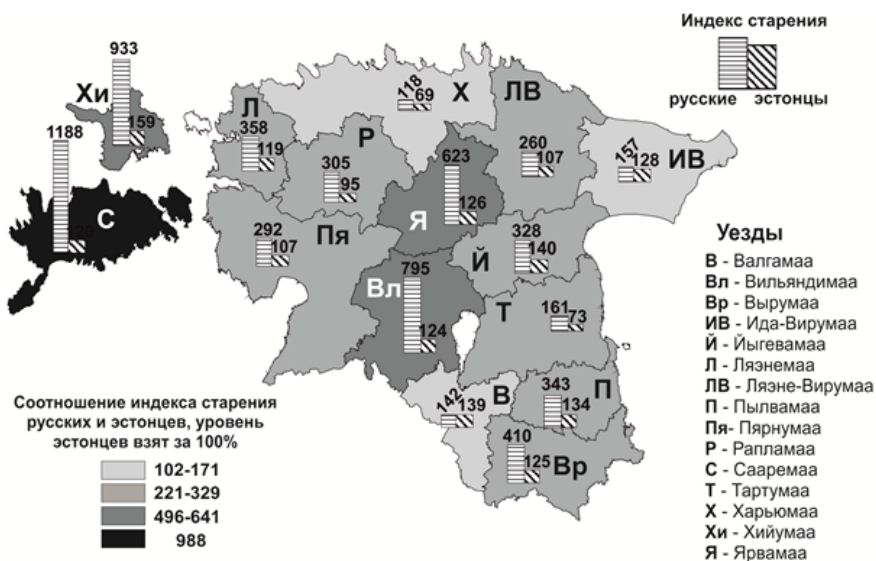 Индекс старения
русские эстонцы
933
Хи
159
1188
С
120
Л
358
119
118
69
Х
ЛВ
260
107
157
128
ИВ
Р
305
95
623
126
Я
292
107
Пя
328
140
Й
795
Вл
124
Т
161
73
142
139
В
343
134
П
410
125
Вр
Уезды
В - Валгамаа
Вл - Вильяндимаа
Вр - Вырумаа
ИВ - Ида-Вирумаа
Й - Йыгевамаа
Л - Ляэнемаа
ЛВ - Ляэне-Вирумаа
П - Пылвамаа
Пя- Пярнумаа
Р - Рапламаа
С - Сааремаа
Т - Тартумаа
Х - Харьюмаа
Хи - Хийумаа
Я - Ярвамаа
Соотношение индекса старения
русских и эстонцев, уровень
эстонцев взят за 100%
102-171
221-329
496-641
988